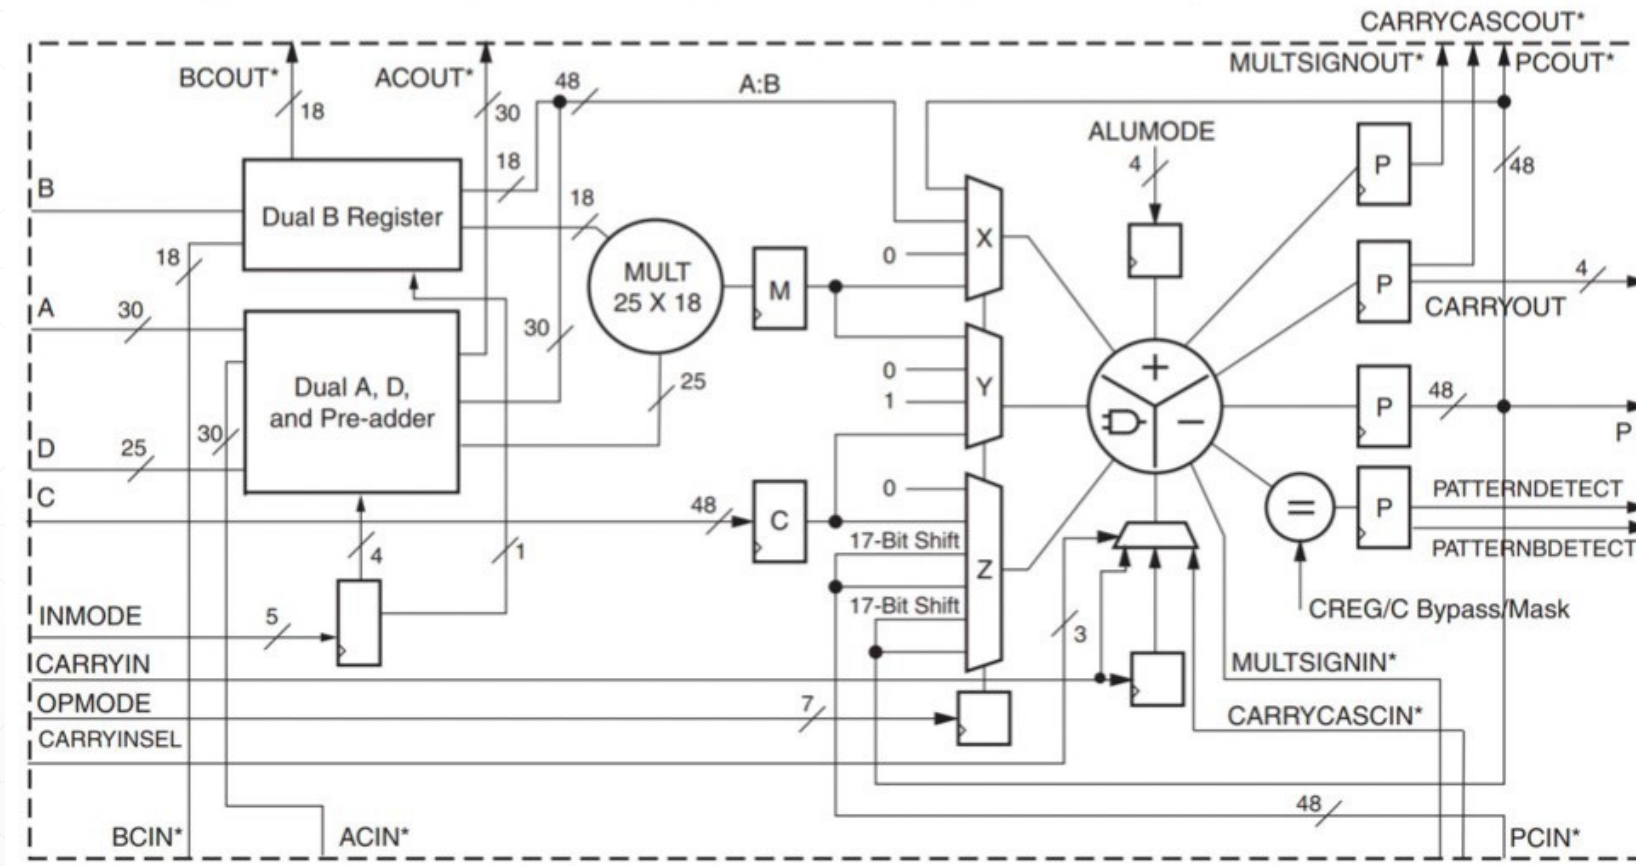 CARRYCASCOUT*
BCOUT*
ACOUT*
MULTSIGNOUT*
PCOUT*
48
A:B
18
30
ALUMODE
4
48
P
18
B
18
Dual B Register
X
18
0
MULT
25 X 18
M
P
4
CARRYOUT
A
30
30
0
Y
1
25
+
−
48
P
P
Dual A, D,
and Pre-adder
30
D
25
C
48
C
0
=
P
PATTERNDETECT
PATTERNBDETECT
17-Bit Shift
Z
17-Bit Shift
4
1
INMODE
5
3
CREG/C Bypass/Mask
CARRYIN
MULTSIGNIN*
OPMODE
7
CARRYCASCIN*
CARRYINSEL
48
BCIN*
ACIN*
PCIN*